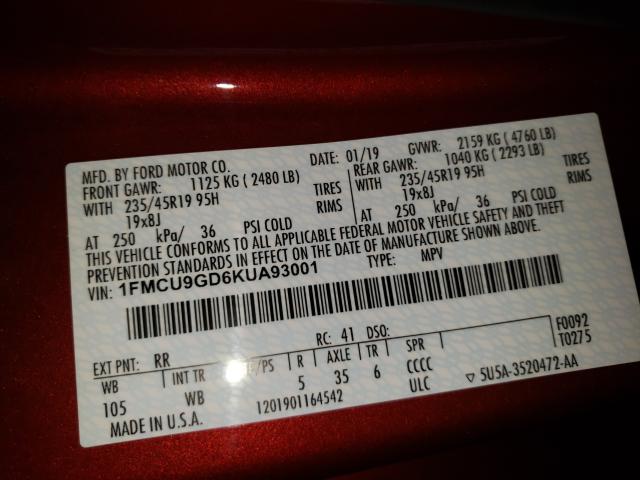 MFD. BY FORD MOTOR CO.
DATE: 01/19 GVWR: 2159 KG ( 4760 LB)
FRONT GAWR: 1125 KG ( 2480 LB)
REAR GAWR: 1040 KG ( 2293 LB)
WITH 235/45R19 95H TIRES
WITH 235/45R19 95H TIRES
19x8J RIMS
19x8J RIMS
AT 250 kPa/ 36 PSI COLD
AT 250 kPa/ 36 PSI COLD
THIS VEHICLE CONFORMS TO ALL APPLICABLE FEDERAL MOTOR VEHICLE SAFETY AND THEFT
PREVENTION STANDARDS IN EFFECT ON THE DATE OF MANUFACTURE SHOWN ABOVE.
VIN: 1FMCU9GD6KUA93001 TYPE: MPV
EXT PNT: RR RC: 41 DSO: F0092
WB INT TR /PS R AXLE TR SPR T0275
105 WB 5 35 6 CCCC
MADE IN U.S.A. 1201901164542 ULC ▽ 5U5A-3520472-AA